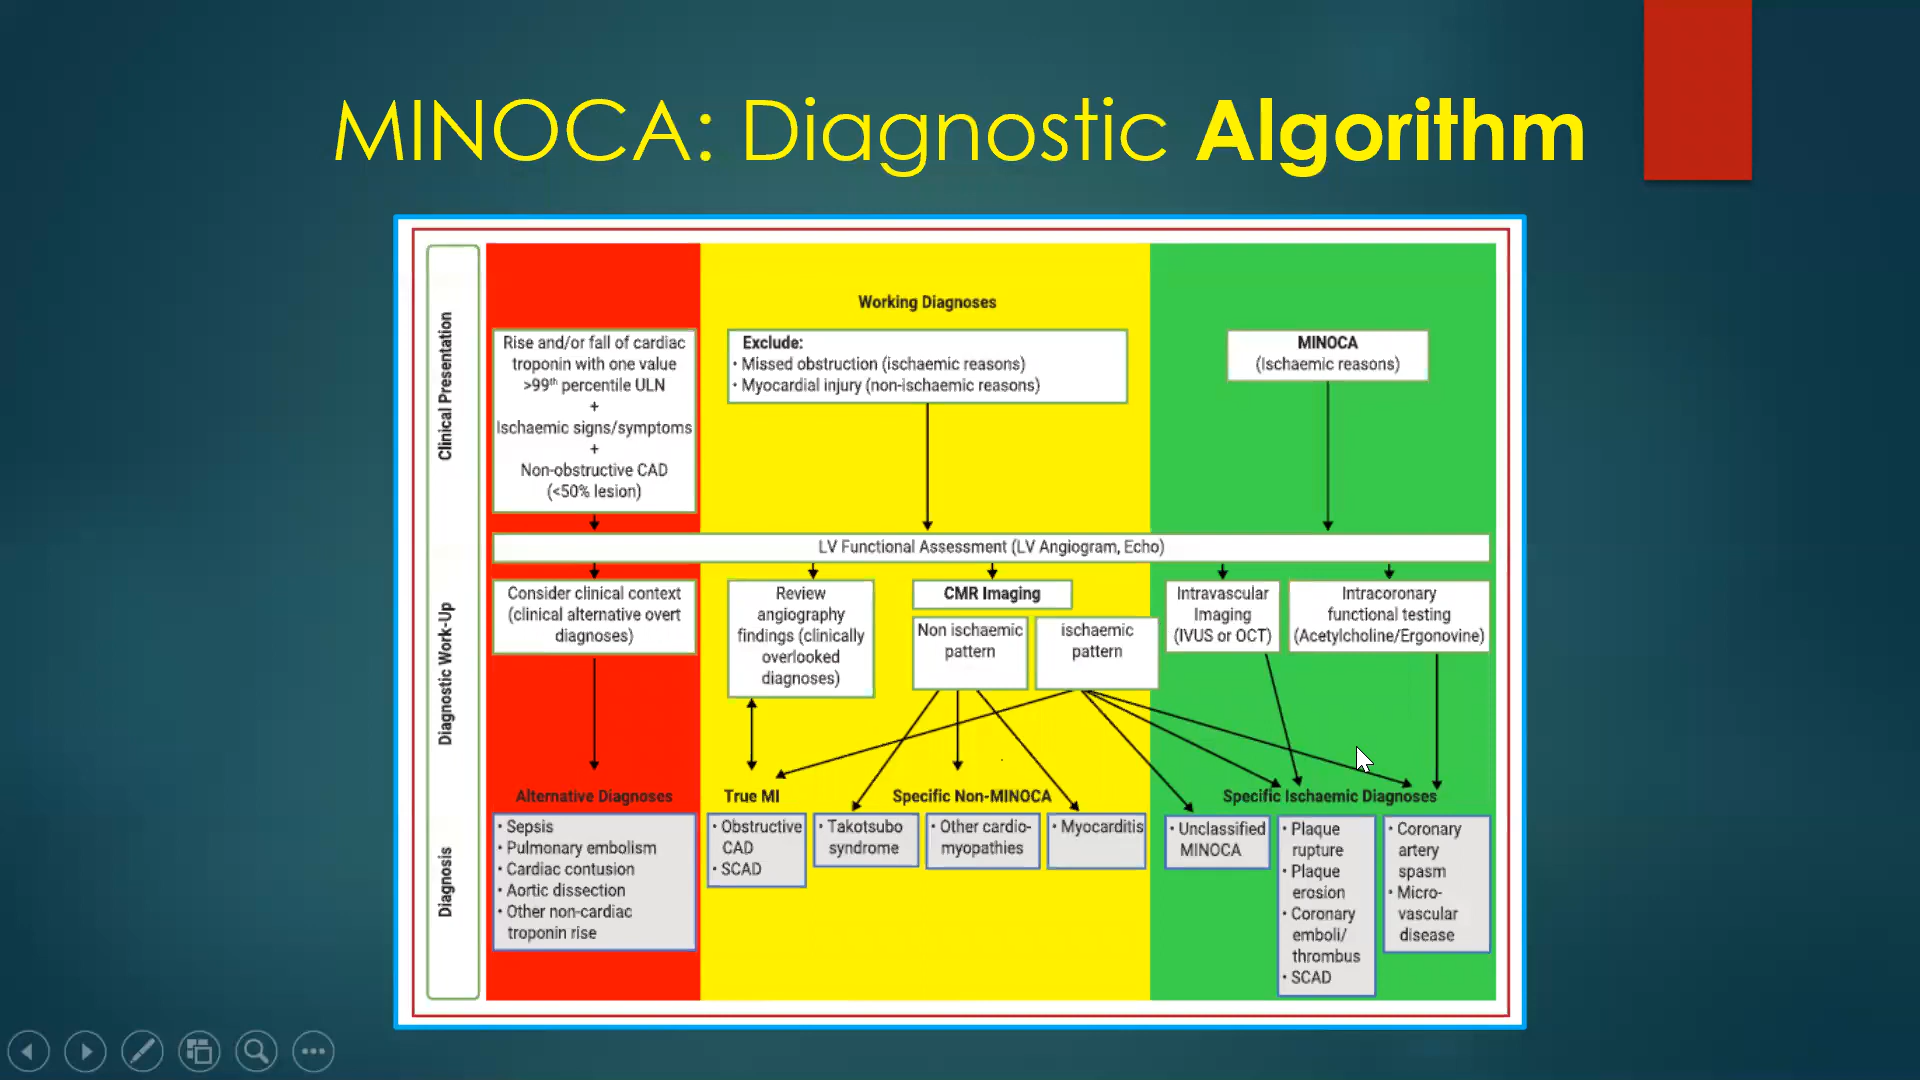 MINOCA: Diagnostic Algorithm
Clinical Presentation
Diagnostic Work-Up
Diagnosis
Rise and/or fall of cardiac
troponin with one value
>99th percentile ULN
+
Ischaemic signs/symptoms
+
Non-obstructive CAD
(<50% lesion)
Working Diagnoses
Exclude:
• Missed obstruction (ischaemic reasons)
• Myocardial injury (non-ischaemic reasons)
MINOCA
(Ischaemic reasons)
LV Functional Assessment (LV Angiogram, Echo)
Consider clinical context
(clinical alternative overt
diagnoses)
Review
angiography
findings (clinically
overlooked
diagnoses)
CMR Imaging
Non ischaemic
pattern
ischaemic
pattern
Intravascular
Imaging
(IVUS or OCT)
Intracoronary
functional testing
(Acetylcholine/Ergonovine)
Alternative Diagnoses
• Sepsis
• Pulmonary embolism
• Cardiac contusion
• Aortic dissection
• Other non-cardiac
troponin rise
True MI
• Obstructive
CAD
• SCAD
Specific Non-MINOCA
• Takotsubo
syndrome
• Other cardio-
myopathies
• Myocarditis
Specific Ischaemic Diagnoses
• Unclassified
MINOCA
• Plaque
rupture
• Plaque
erosion
• Coronary
emboli/
thrombus
• SCAD
• Coronary
artery
spasm
• Micro-
vascular
disease